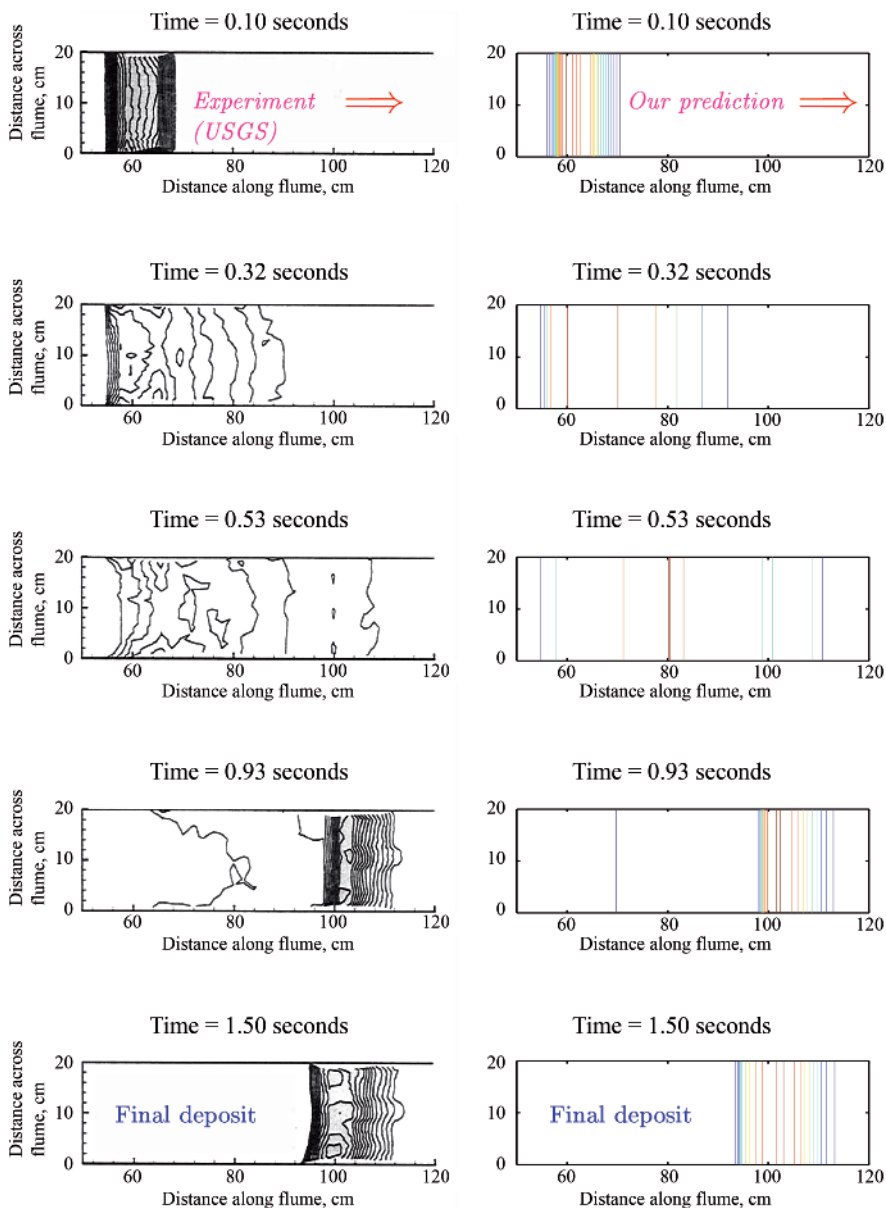 Time = 0.10 seconds
Time = 0.10 seconds
Distance across
flume, cm
20
10
0
Experiment
(USGS)
Our prediction
60
80
100
120
Distance along flume, cm
20
10
0
60
80
100
120
Distance along flume, cm
Time = 0.32 seconds
Time = 0.32 seconds
Distance across
flume, cm
20
10
0
60
80
100
120
Distance along flume, cm
20
10
0
60
80
100
120
Distance along flume, cm
Time = 0.53 seconds
Time = 0.53 seconds
Distance across
flume, cm
20
10
0
60
80
100
120
Distance along flume, cm
20
10
0
60
80
100
120
Distance along flume, cm
Time = 0.93 seconds
Time = 0.93 seconds
Distance across
flume, cm
20
10
0
60
80
100
120
Distance along flume, cm
20
10
0
60
80
100
120
Distance along flume, cm
Time = 1.50 seconds
Time = 1.50 seconds
Distance across
flume, cm
20
10
0
Final deposit
60
80
100
120
Distance along flume, cm
20
10
0
Final deposit
60
80
100
120
Distance along flume, cm